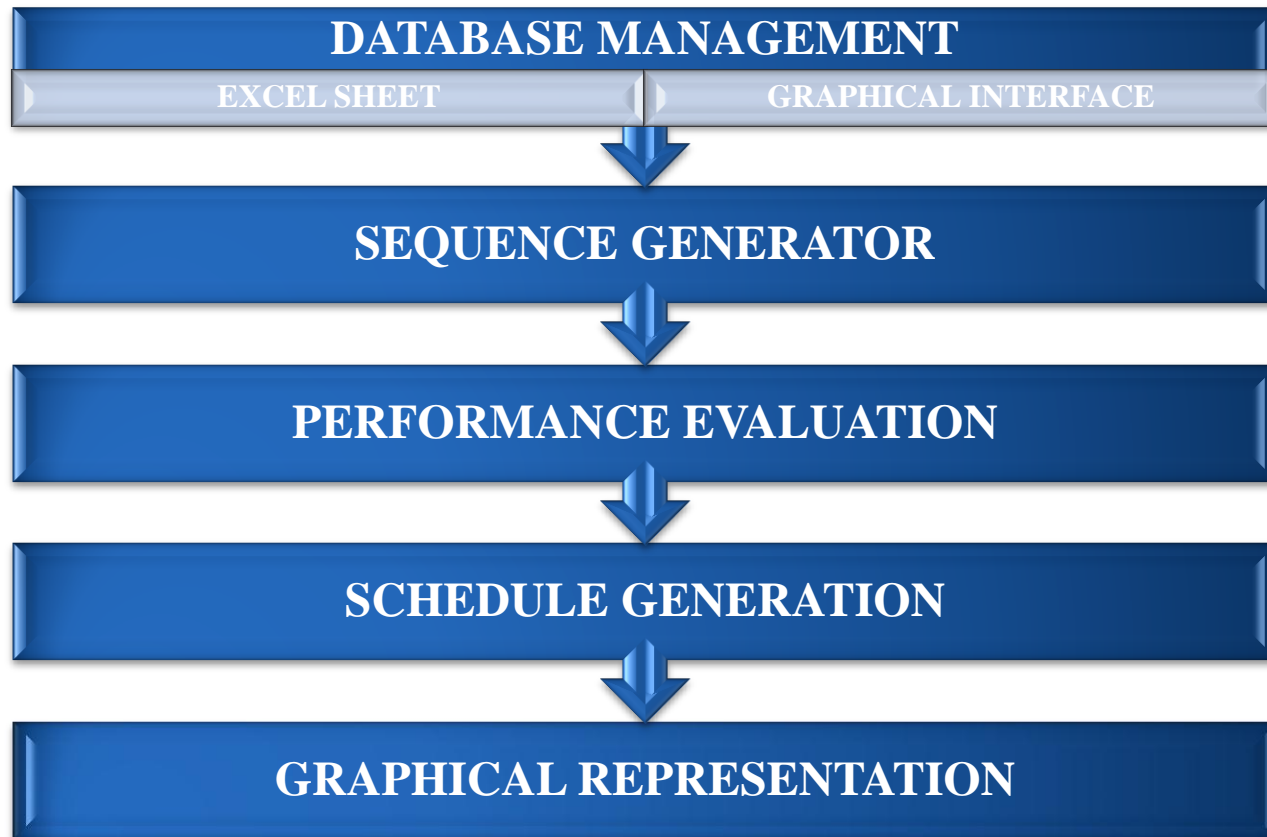 DATABASE MANAGEMENT
EXCEL SHEET
GRAPHICAL INTERFACE
SEQUENCE GENERATOR
PERFORMANCE EVALUATION
SCHEDULE GENERATION
GRAPHICAL REPRESENTATION